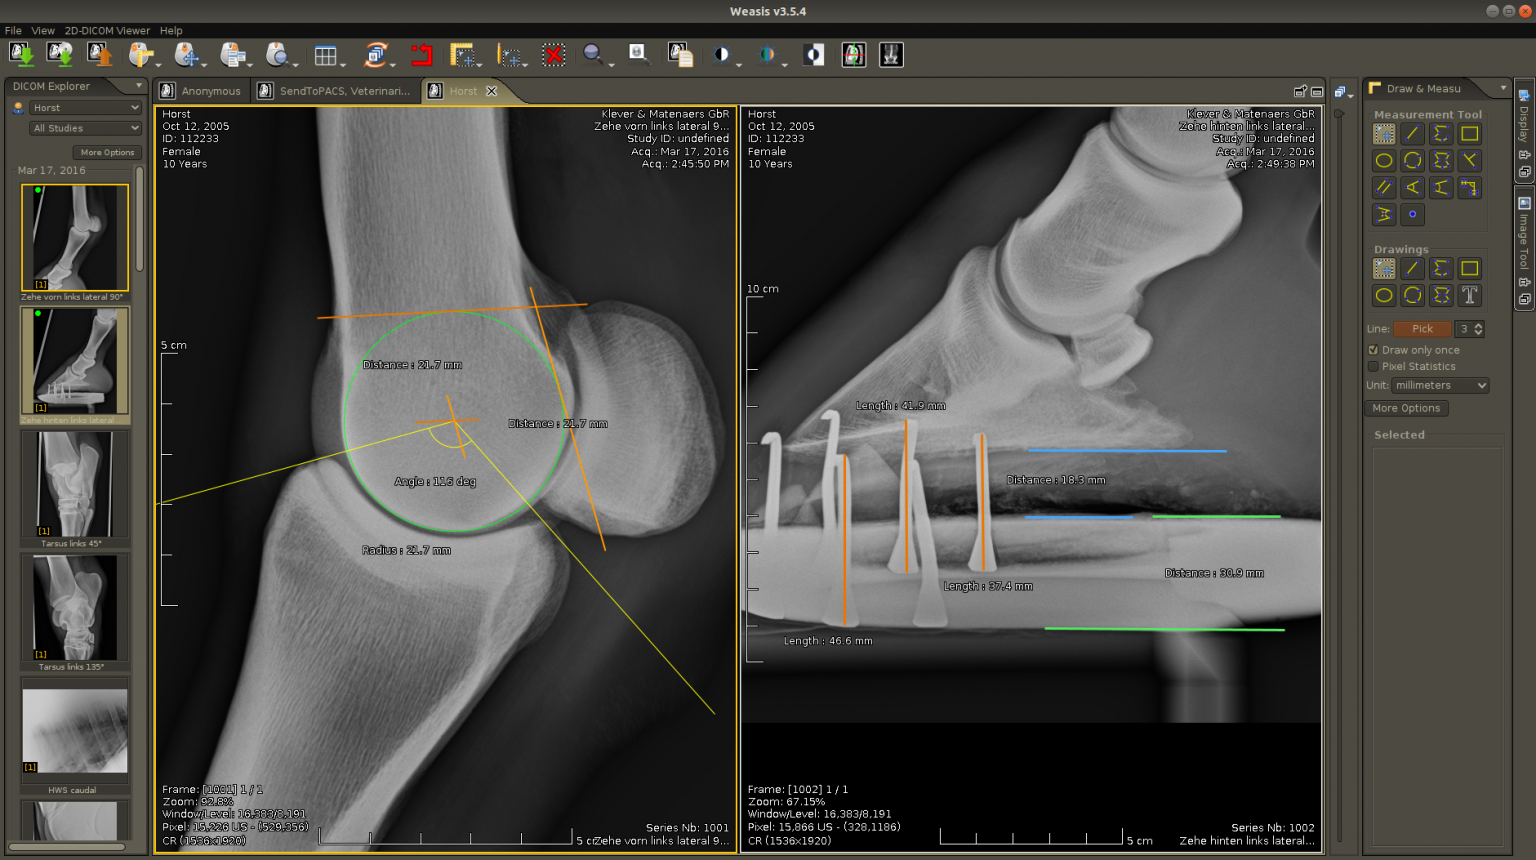 Weasis v3.5.4
File View 2D-DICOM Viewer Help
DICOM Explorer
Horst
All Studies
More Options
Mar 17, 2016
[1]
Zehe vorn links lateral 90°
[1]
Zehe hinten links lateral...
[1]
Tarsus links 45°
[1]
Tarsus links 135°
[1]
HWS caudal
Anonymous
SendToPACS, Veterinari...
Horst
Horst
Oct 12, 2005
ID: 112233
Female
10 Years
Klever & Matenaers GbR
Zehe vorn links lateral 9...
Study ID: undefined
Acq.: Mar 17, 2016
Acq.: 2:45:50 PM
5 cm
Distance : 21.7 mm
Distance : 21.7 mm
Angle : 116 deg
Radius : 21.7 mm
Frame: [1001] 1 / 1
Zoom: 92.8%
Window/Level: 16,383/8,191
Pixel: 15,226 US - (529,356)
CR (1536x1920)
Series Nb: 1001
Zehe vorn links lateral 9...
Horst
Oct 12, 2005
ID: 112233
Female
10 Years
Klever & Matenaers GbR
Zehe hinten links lateral...
Study ID: undefined
Acq.: Mar 17, 2016
Acq.: 2:49:38 PM
10 cm
Length : 41.9 mm
Distance : 18.3 mm
Distance : 30.9 mm
Length : 37.4 mm
Length : 46.6 mm
Frame: [1002] 1 / 1
Zoom: 67.15%
Window/Level: 16,383/8,191
Pixel: 15,866 US - (328,1186)
CR (1536x1920)
5 cm
Series Nb: 1002
Zehe hinten links lateral...
Draw & Measu
Measurement Tool
Drawings
Line: Pick 3
Draw only once
Pixel Statistics
Unit: millimeters
More Options
Selected
Display
Image Tool